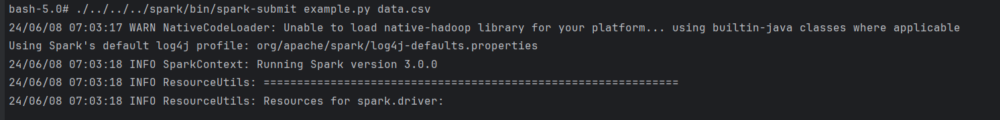 bash-5.0# ./../../../spark/bin/spark-submit example.py data.csv
24/06/08 07:03:17 WARN NativeCodeLoader: Unable to load native-hadoop library for your platform... using builtin-java classes where applicable
Using Spark's default log4j profile: org/apache/spark/log4j-defaults.properties
24/06/08 07:03:18 INFO SparkContext: Running Spark version 3.0.0
24/06/08 07:03:18 INFO ResourceUtils: ==============================================================
24/06/08 07:03:18 INFO ResourceUtils: Resources for spark.driver: